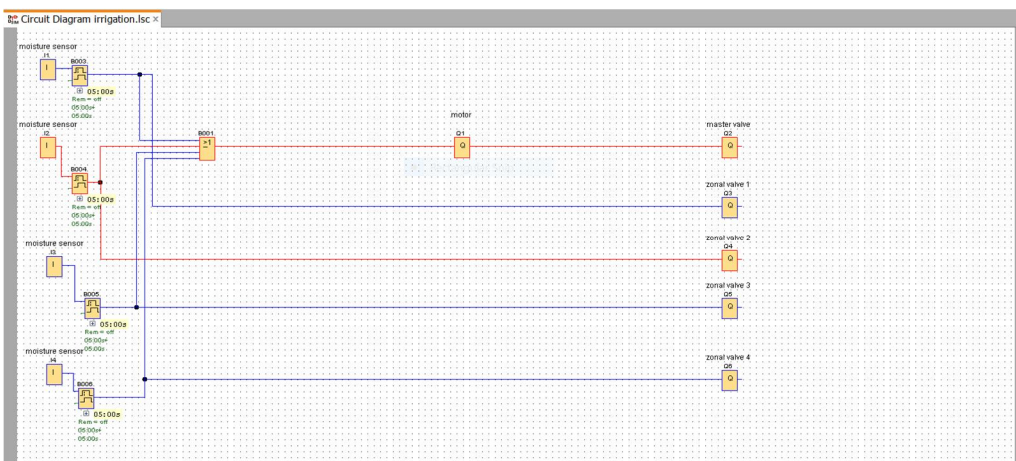 Circuit Diagram irrigation.lsc ×
moisture sensor
I1
I
B003
05:00s
Rem = off
05:00s+
05:00s
motor
moisture sensor
I2
I
B001
≥1
Q1
Q
master valve
Q2
Q
B004
05:00s
Rem = off
05:00s+
05:00s
zonal valve 1
Q3
Q
moisture sensor
I3
I
zonal valve 2
Q4
Q
B005
05:00s
Rem = off
05:00s+
05:00s
zonal valve 3
Q5
Q
moisture sensor
I4
I
B006
05:00s
Rem = off
05:00s+
05:00s
zonal valve 4
Q6
Q